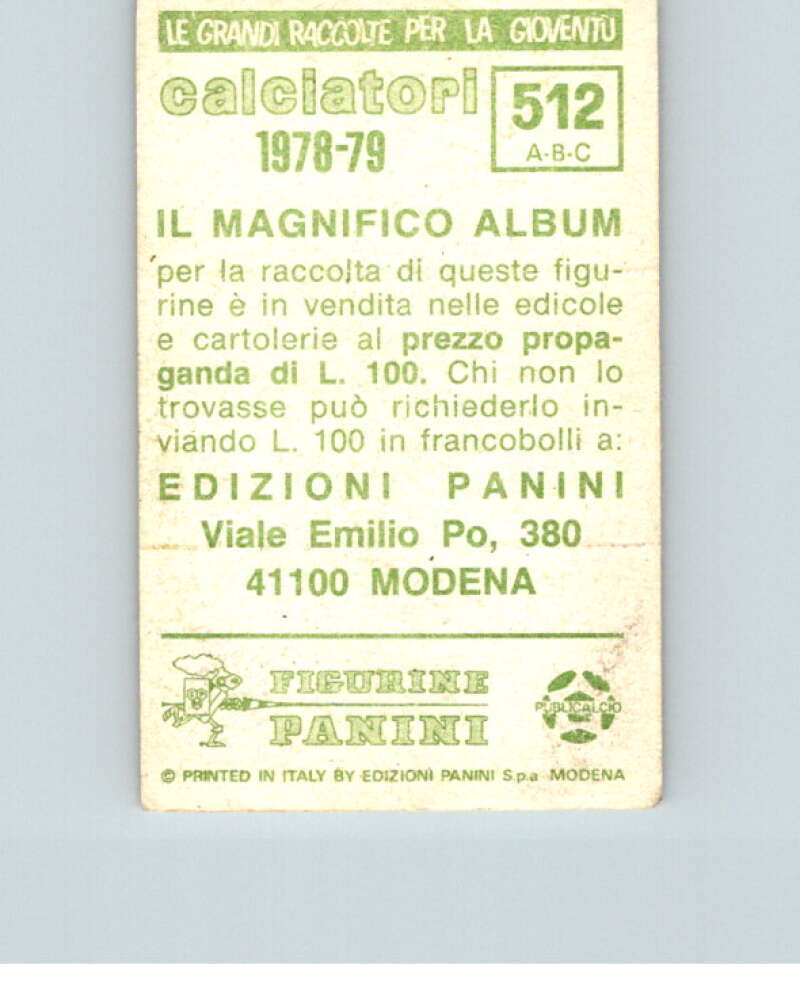 LE GRANDI RACCOLTE PER LA GIOVENTÙ
calciatori
1978-79
512
A-B-C
IL MAGNIFICO ALBUM
per la raccolta di queste figu-
rine è in vendita nelle edicole
e cartolerie al prezzo propa-
ganda di L. 100. Chi non lo
trovasse può richiederlo in-
viando L. 100 in francobolli a:
EDIZIONI PANINI
Viale Emilio Po, 380
41100 MODENA
FIGURINE
PANINI
PUBLICALCIO
© PRINTED IN ITALY BY EDIZIONI PANINI S.p.a MODENA